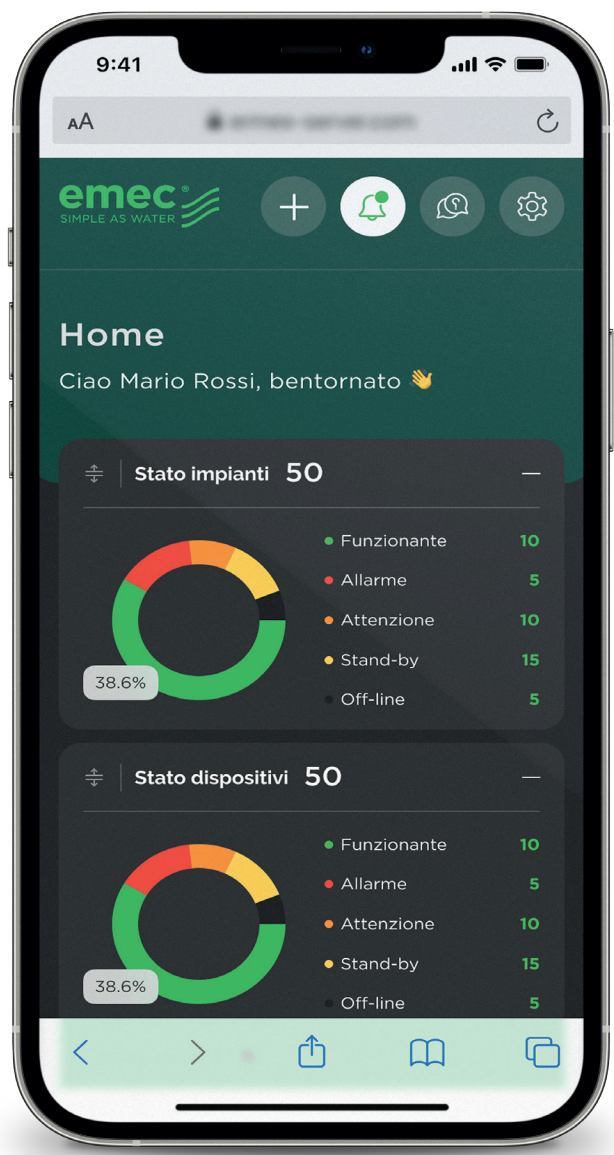 9:41
AA
emec®
SIMPLE AS WATER
Home
Ciao Mario Rossi, bentornato 👋
Stato impianti 50
Funzionante 10
Allarme 5
Attenzione 10
Stand-by 15
Off-line 5
38.6%
Stato dispositivi 50
Funzionante 10
Allarme 5
Attenzione 10
Stand-by 15
Off-line 5
38.6%